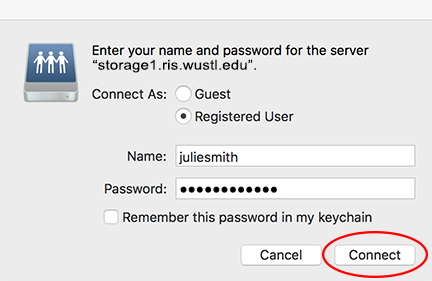 Enter your name and password for the server
“storage1.ris.wustl.edu”.
Connect As: Guest
Registered User
Name: juliesmith
Password: ●●●●●●●●●●●●
Remember this password in my keychain
Cancel Connect